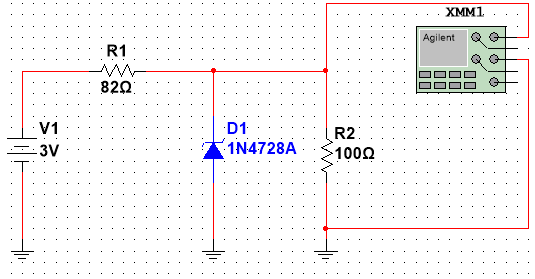 XMM1
Agilent
R1
82Ω
V1
3V
D1
1N4728A
R2
100Ω